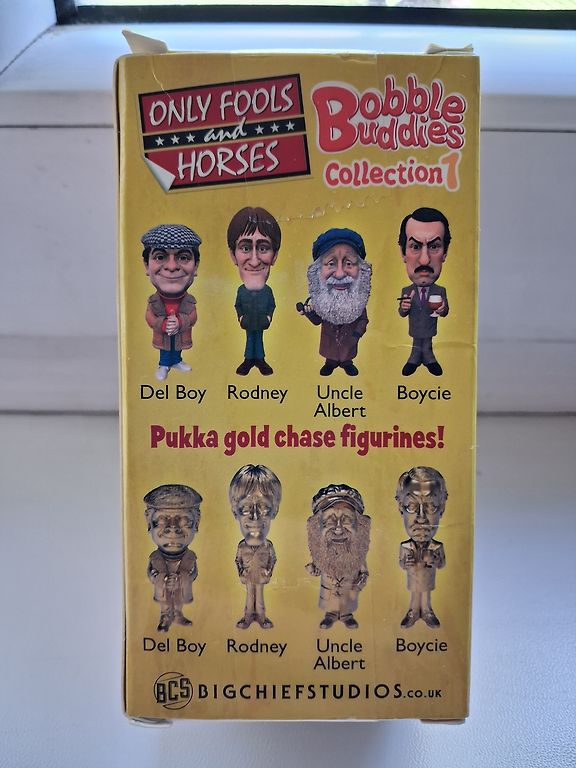 ONLY FOOLS
and
HORSES
Bobble
Buddies
Collection 1
Del Boy Rodney Uncle Albert Boycie
Pukka gold chase figurines!
Del Boy Rodney Uncle Albert Boycie
BCS BIGCHIEFSTUDIOS.CO.UK